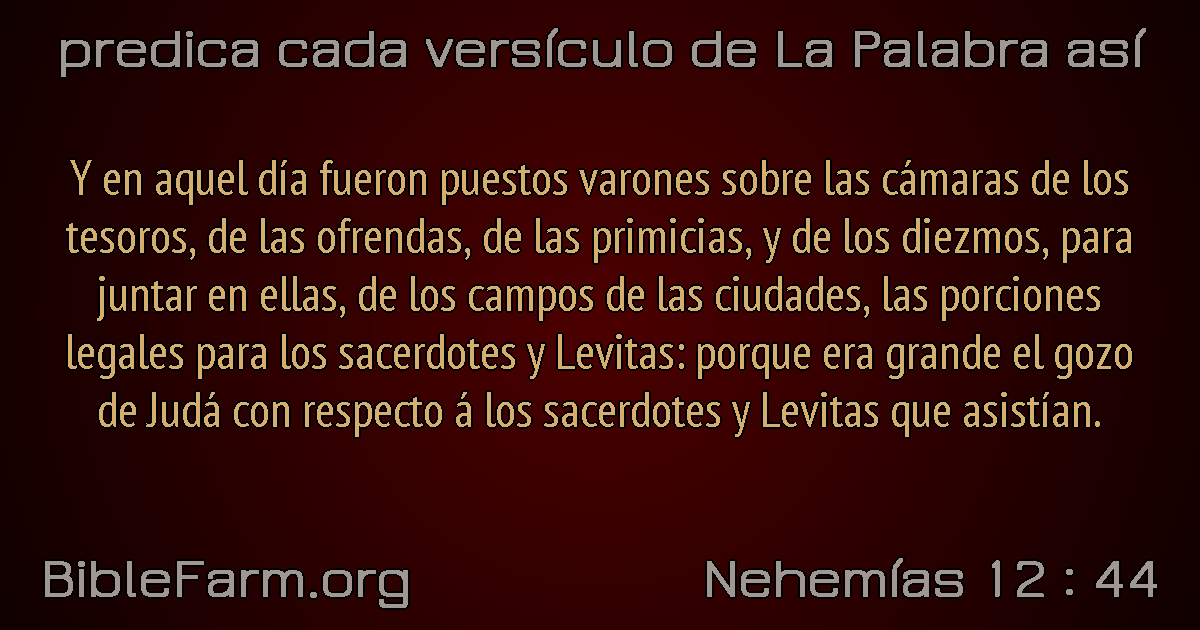 predica cada versículo de La Palabra así
Y en aquel día fueron puestos varones sobre las cámaras de los
tesoros, de las ofrendas, de las primicias, y de los diezmos, para
juntar en ellas, de los campos de las ciudades, las porciones
legales para los sacerdotes y Levitas: porque era grande el gozo
de Judá con respecto á los sacerdotes y Levitas que asistían.
BibleFarm.org
Nehemías 12 : 44